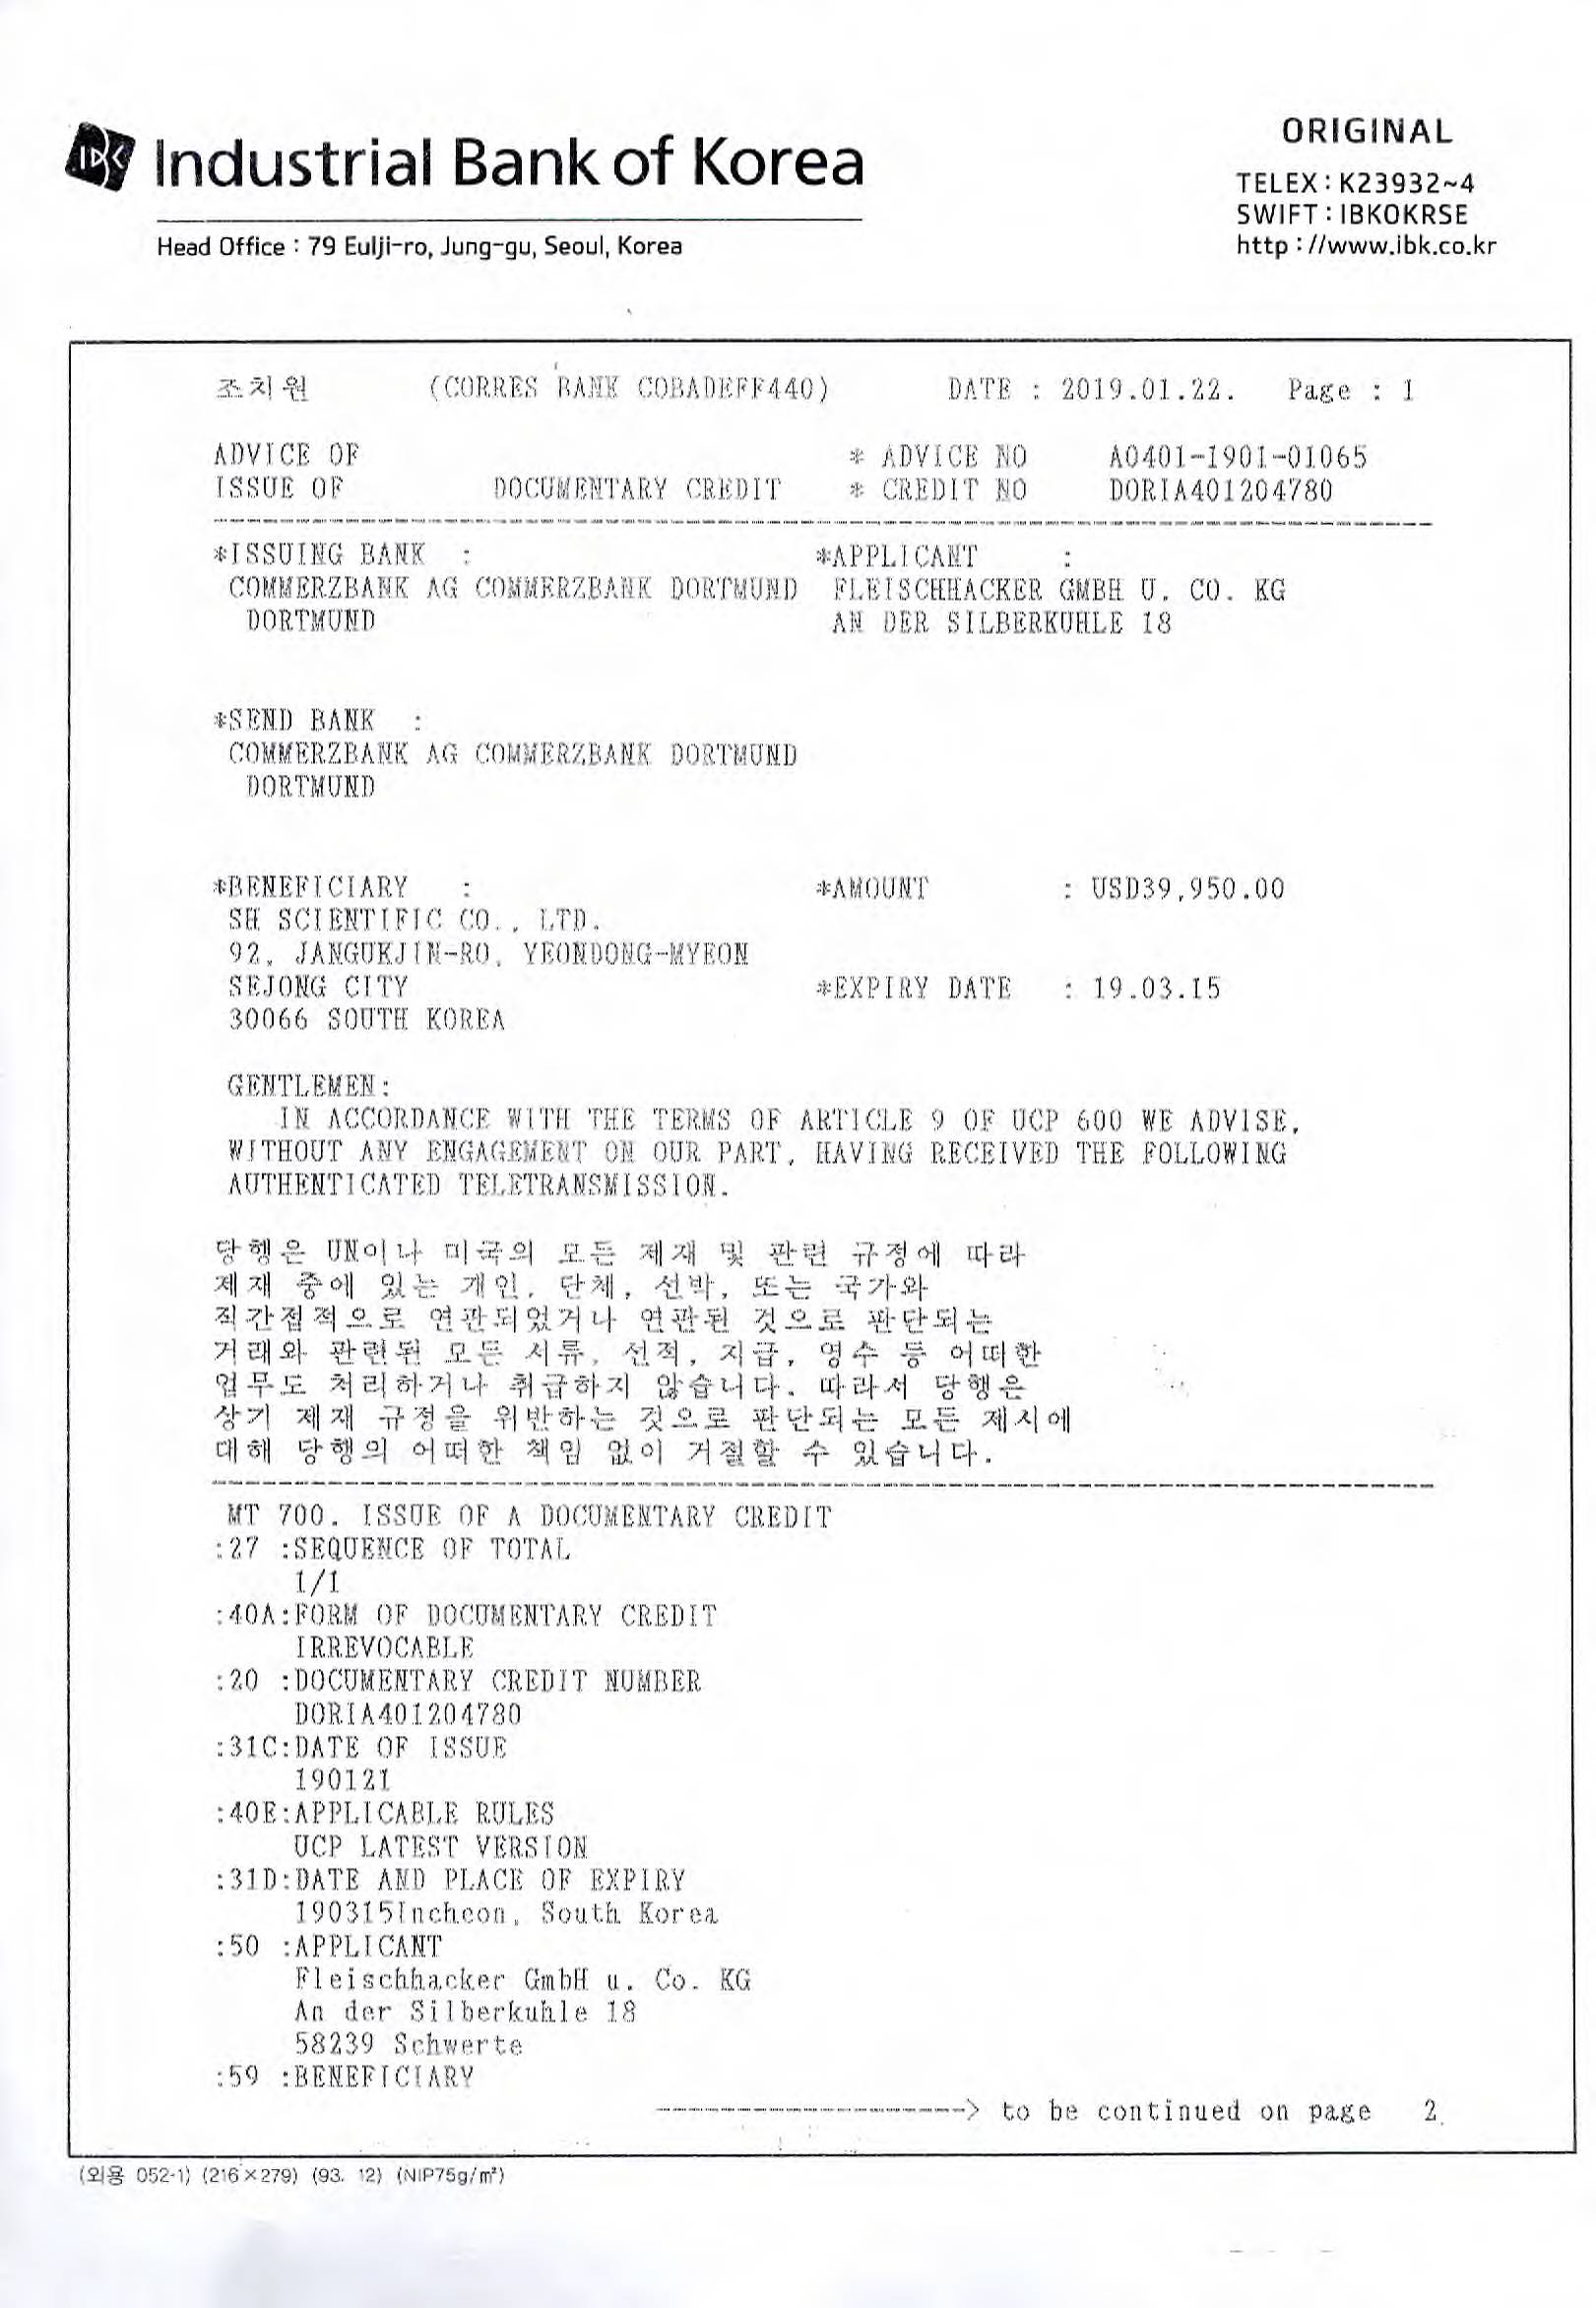 IBK Industrial Bank of Korea
Head Office : 79 Eulji-ro, Jung-gu, Seoul, Korea
ORIGINAL
TELEX : K23932~4
SWIFT : IBKOKRSE
http : //www.ibk.co.kr
조치원 (CORRES BANK COBADEFF440) DATE : 2019.01.22. Page : 1
ADVICE OF * ADVICE NO A0401-1901-01065
ISSUE OF DOCUMENTARY CREDIT * CREDIT NO DORIA401204780
*ISSUING BANK : *APPLICANT :
COMMERZBANK AG COMMERZBANK DORTMUND FLEISCHHACKER GMBH U. CO. KG
DORTMUND AN DER SILBERKUHLE 18
*SEND BANK :
COMMERZBANK AG COMMERZBANK DORTMUND
DORTMUND
*BENEFICIARY : *AMOUNT : USD39,950.00
SH SCIENTIFIC CO., LTD.
92, JANGUKJIN-RO, YEONDONG-MYEON
SEJONG CITY *EXPIRY DATE : 19.03.15
30066 SOUTH KOREA
GENTLEMEN:
IN ACCORDANCE WITH THE TERMS OF ARTICLE 9 OF UCP 600 WE ADVISE,
WITHOUT ANY ENGAGEMENT ON OUR PART, HAVING RECEIVED THE FOLLOWING
AUTHENTICATED TELETRANSMISSION.
당행은 UN이나 미국의 모든 제재 및 관련 규정에 따라
제재 중에 있는 개인, 단체, 선박, 또는 국가와
직간접적으로 연관되었거나 연관된 것으로 판단되는
거래와 관련된 모든 서류, 선적, 지급, 영수 등 어떠한
업무도 처리하거나 취급하지 않습니다. 따라서 당행은
상기 제재 규정을 위반하는 것으로 판단되는 모든 제시에
대해 당행의 어떠한 책임 없이 거절할 수 있습니다.
MT 700. ISSUE OF A DOCUMENTARY CREDIT
:27 :SEQUENCE OF TOTAL
1/1
:40A:FORM OF DOCUMENTARY CREDIT
IRREVOCABLE
:20 :DOCUMENTARY CREDIT NUMBER
DORIA401204780
:31C:DATE OF ISSUE
190121
:40E:APPLICABLE RULES
UCP LATEST VERSION
:31D:DATE AND PLACE OF EXPIRY
190315Incheon, South Korea
:50 :APPLICANT
Fleischhacker GmbH u. Co. KG
An der Silberkuhle 18
58239 Schwerte
:59 :BENEFICIARY
--------------------> to be continued on page 2
(외용 052-1) (216×279) (93. 12) (NIP75g/m²)